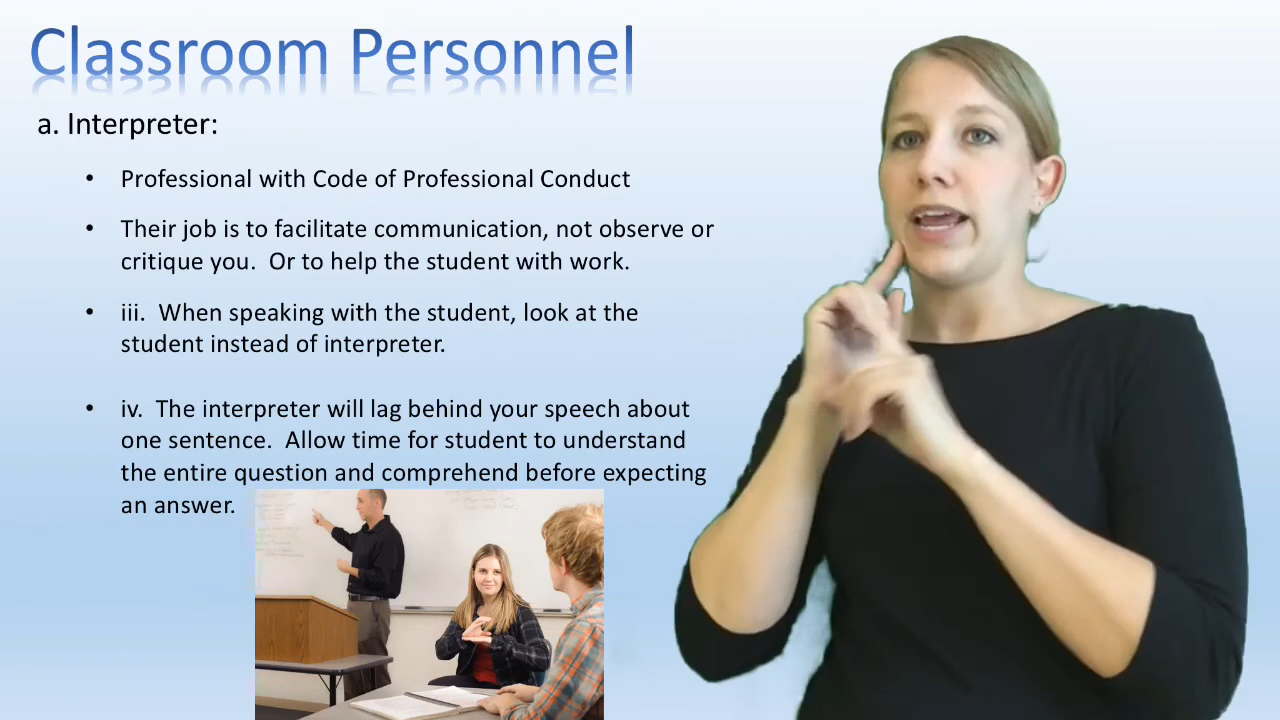 Classroom Personnel
a. Interpreter:
• Professional with Code of Professional Conduct
• Their job is to facilitate communication, not observe or
critique you.  Or to help the student with work.
• iii.  When speaking with the student, look at the
student instead of interpreter.
• iv.  The interpreter will lag behind your speech about
one sentence.  Allow time for student to understand
the entire question and comprehend before expecting
an answer.